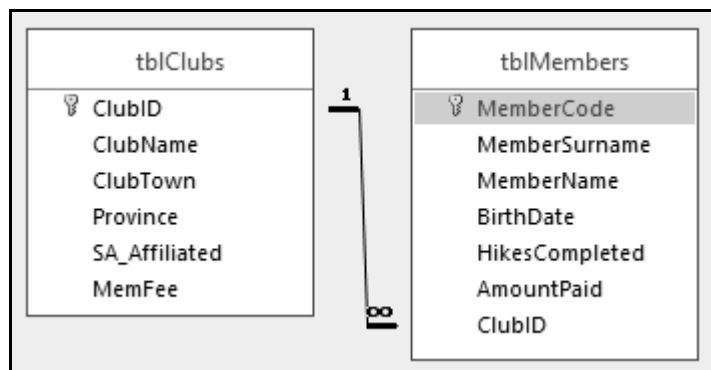 tblClubs
ClubID
ClubName
ClubTown
Province
SA_Affiliated
MemFee
1
∞
tblMembers
MemberCode
MemberSurname
MemberName
BirthDate
HikesCompleted
AmountPaid
ClubID